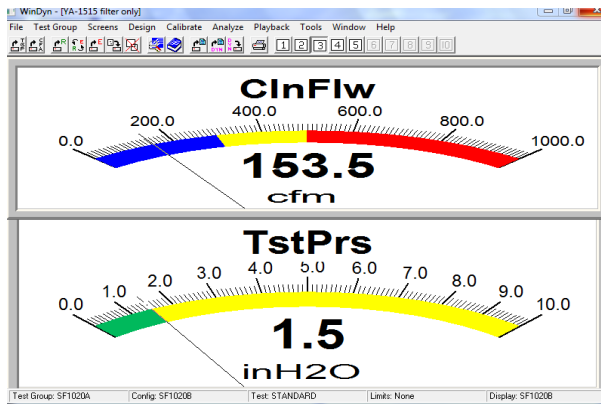 WinDyn - [YA-1515 filter only]
File Test Group Screens Design Calibrate Analyze Playback Tools Window Help
1 2 3 4 5 6 7 8 9 10
ClnFlw
0.0 200.0 400.0 600.0 800.0 1000.0
153.5
cfm
TstPrs
0.0 1.0 2.0 3.0 4.0 5.0 6.0 7.0 8.0 9.0 10.0
1.5
inH2O
Test Group: SF1020A Config: SF1020B Test: STANDARD Limits: None Display: SF1020B